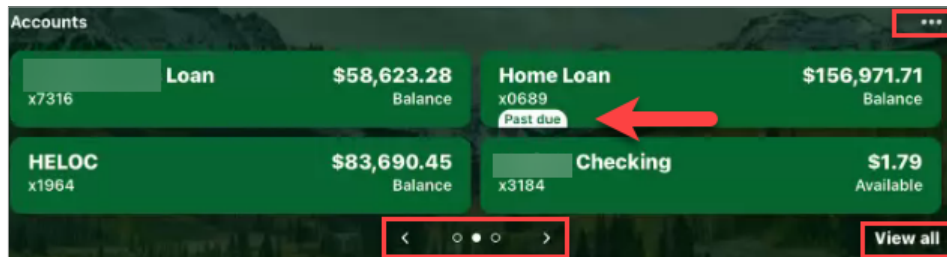 Accounts
•••
Loan $58,623.28
x7316 Balance
Home Loan $156,971.71
x0689 Balance
Past due
HELOC $83,690.45
x1964 Balance
Checking $1.79
x3184 Available
View all